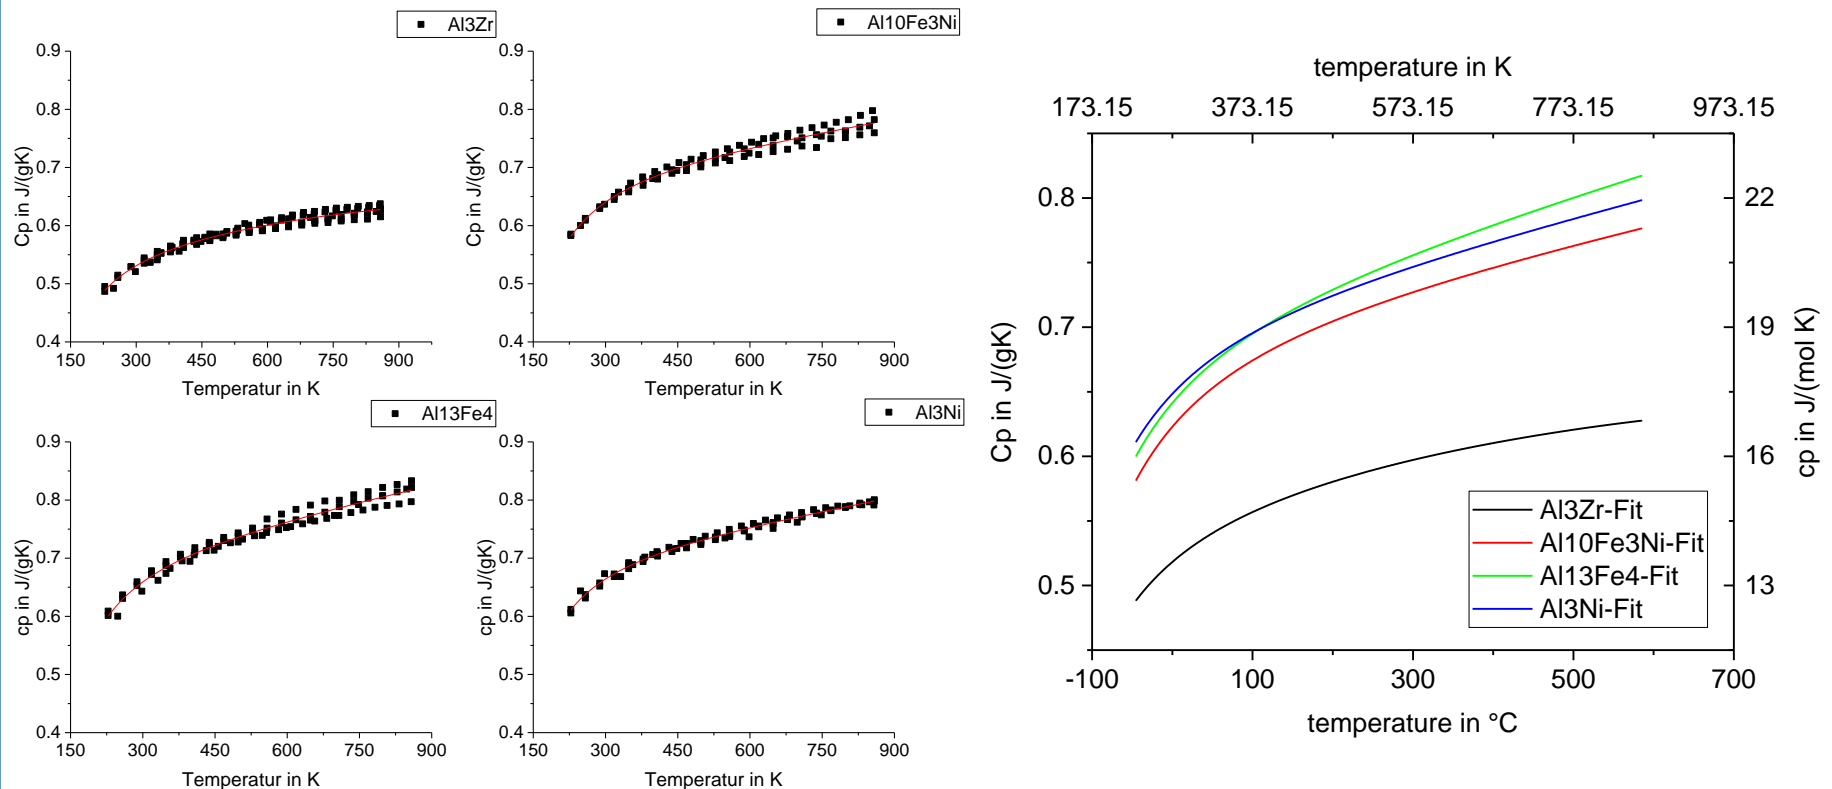 Al3Zr
0.9
0.8
0.7
0.6
0.5
0.4
Cp in J/(gK)
150 300 450 600 750 900
Temperatur in K
Al10Fe3Ni
0.9
0.8
0.7
0.6
0.5
0.4
Cp in J/(gK)
150 300 450 600 750 900
Temperatur in K
Al13Fe4
0.9
0.8
0.7
0.6
0.5
0.4
cp in J/(gK)
150 300 450 600 750 900
Temperatur in K
Al3Ni
0.9
0.8
0.7
0.6
0.5
0.4
cp in J/(gK)
150 300 450 600 750 900
Temperatur in K
temperature in K
173.15 373.15 573.15 773.15 973.15
0.8
0.7
0.6
0.5
Cp in J/(gK)
22
19
16
13
cp in J/(mol K)
Al3Zr-Fit
Al10Fe3Ni-Fit
Al13Fe4-Fit
Al3Ni-Fit
-100 100 300 500 700
temperature in °C